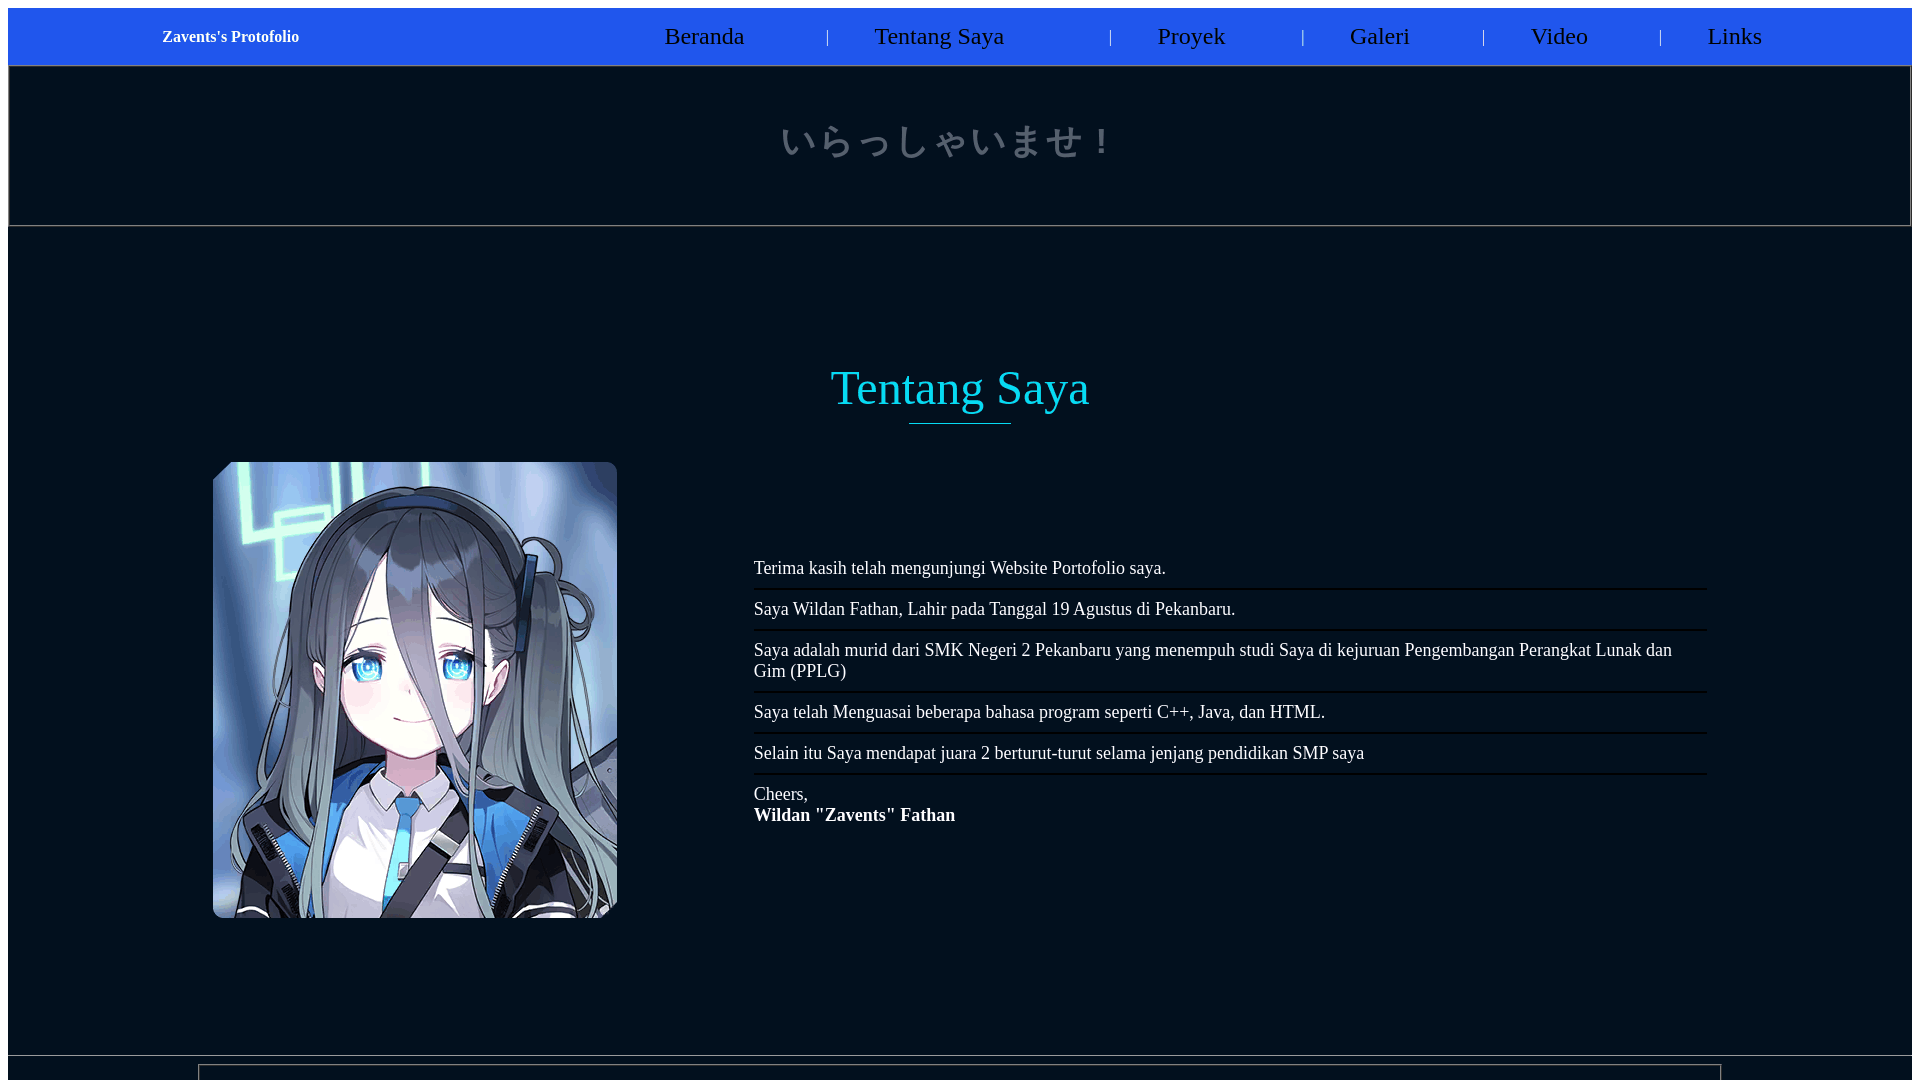 Zavents's Protofolio
Beranda | Tentang Saya | Proyek | Galeri | Video | Links
いらっしゃいませ！
Tentang Saya
Terima kasih telah mengunjungi Website Portofolio saya.
Saya Wildan Fathan, Lahir pada Tanggal 19 Agustus di Pekanbaru.
Saya adalah murid dari SMK Negeri 2 Pekanbaru yang menempuh studi Saya di kejuruan Pengembangan Perangkat Lunak dan
Gim (PPLG)
Saya telah Menguasai beberapa bahasa program seperti C++, Java, dan HTML.
Selain itu Saya mendapat juara 2 berturut-turut selama jenjang pendidikan SMP saya
Cheers,
Wildan "Zavents" Fathan